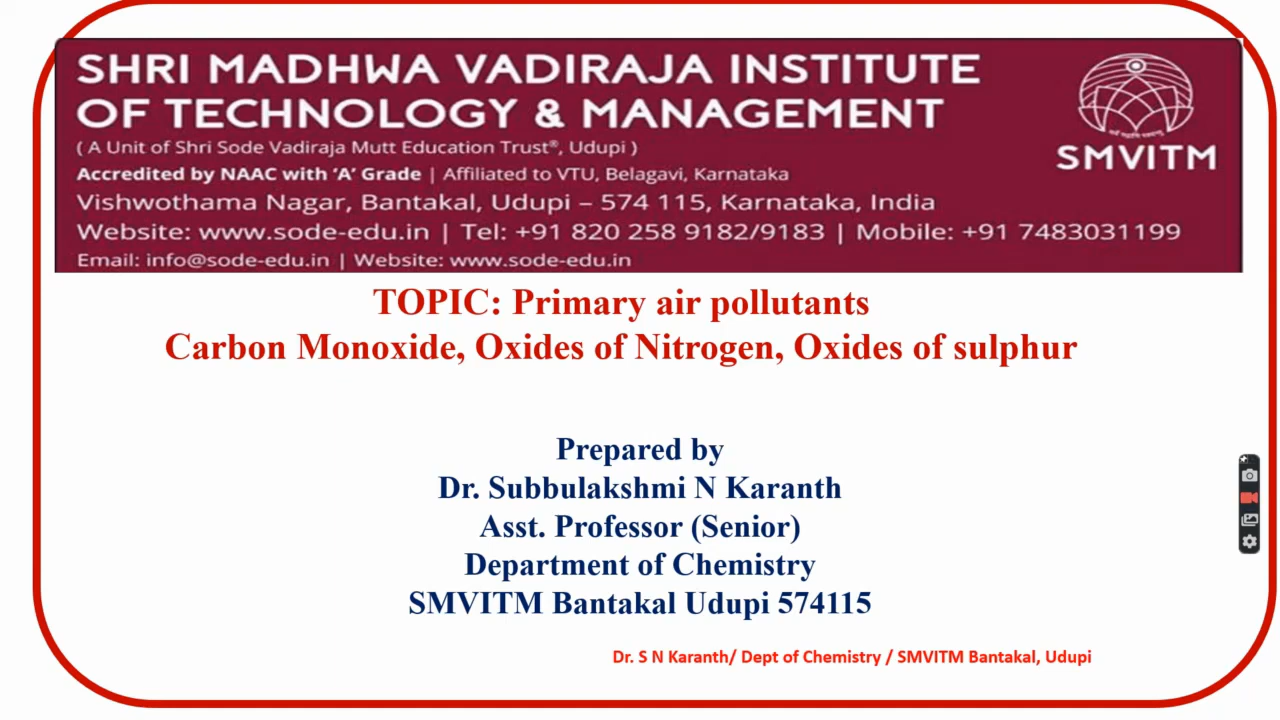 SHRI MADHWA VADIRAJA INSTITUTE
OF TECHNOLOGY & MANAGEMENT
( A Unit of Shri Sode Vadiraja Mutt Education Trust®, Udupi )
Accredited by NAAC with ‘A’ Grade | Affiliated to VTU, Belagavi, Karnataka
Vishwothama Nagar, Bantakal, Udupi – 574 115, Karnataka, India
Website: www.sode-edu.in | Tel: +91 820 258 9182/9183 | Mobile: +91 7483031199
Email: info@sode-edu.in | Website: www.sode-edu.in
SMVITM
TOPIC: Primary air pollutants
Carbon Monoxide, Oxides of Nitrogen, Oxides of sulphur
Prepared by
Dr. Subbulakshmi N Karanth
Asst. Professor (Senior)
Department of Chemistry
SMVITM Bantakal Udupi 574115
Dr. S N Karanth/ Dept of Chemistry / SMVITM Bantakal, Udupi